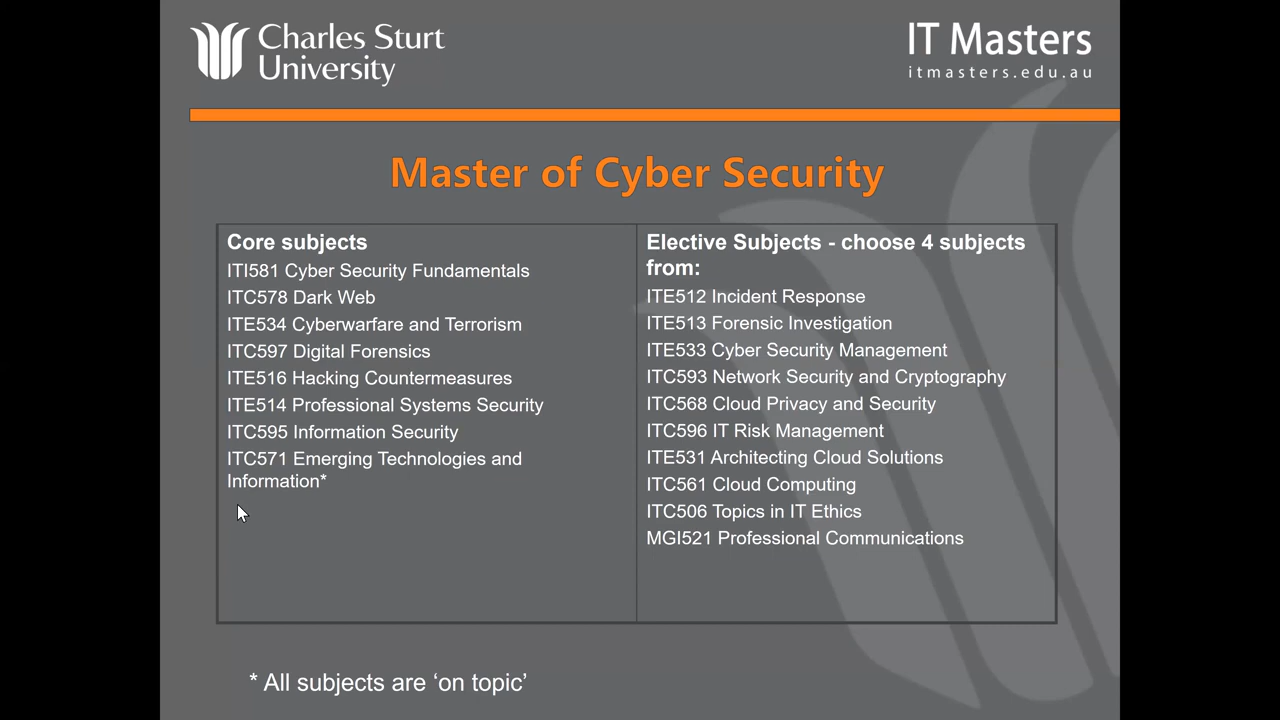 Charles Sturt
University
IT Masters
itmasters.edu.au
Master of Cyber Security
Core subjects
ITI581 Cyber Security Fundamentals
ITC578 Dark Web
ITE534 Cyberwarfare and Terrorism
ITC597 Digital Forensics
ITE516 Hacking Countermeasures
ITE514 Professional Systems Security
ITC595 Information Security
ITC571 Emerging Technologies and
Information*
Elective Subjects - choose 4 subjects
from:
ITE512 Incident Response
ITE513 Forensic Investigation
ITE533 Cyber Security Management
ITC593 Network Security and Cryptography
ITC568 Cloud Privacy and Security
ITC596 IT Risk Management
ITE531 Architecting Cloud Solutions
ITC561 Cloud Computing
ITC506 Topics in IT Ethics
MGI521 Professional Communications
* All subjects are ‘on topic’